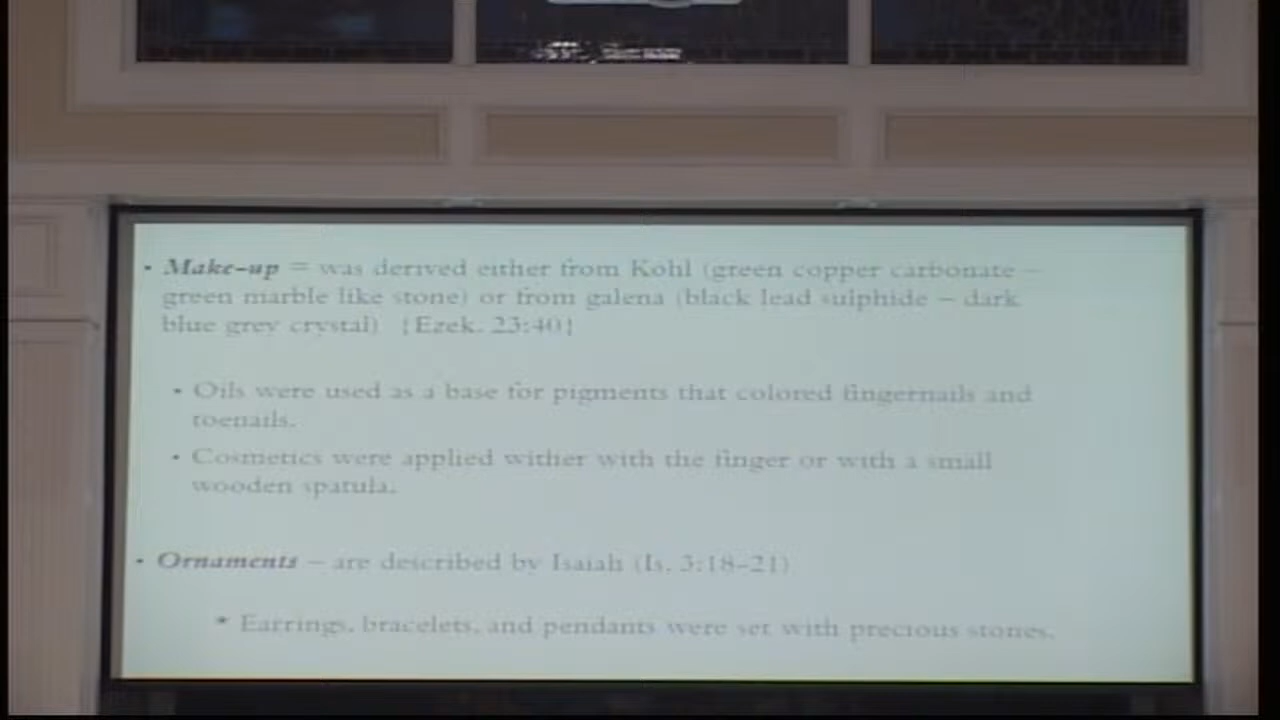 • Make-up = was derived either from Kohl (green copper carbonate –
green marble like stone) or from galena (black lead sulphide – dark
blue grey crystal) {Ezek. 23:40}
• Oils were used as a base for pigments that colored fingernails and
toenails.
• Cosmetics were applied wither with the finger or with a small
wooden spatula.
• Ornaments – are described by Isaiah (Is. 3:18-21)
* Earrings, bracelets, and pendants were set with precious stones.